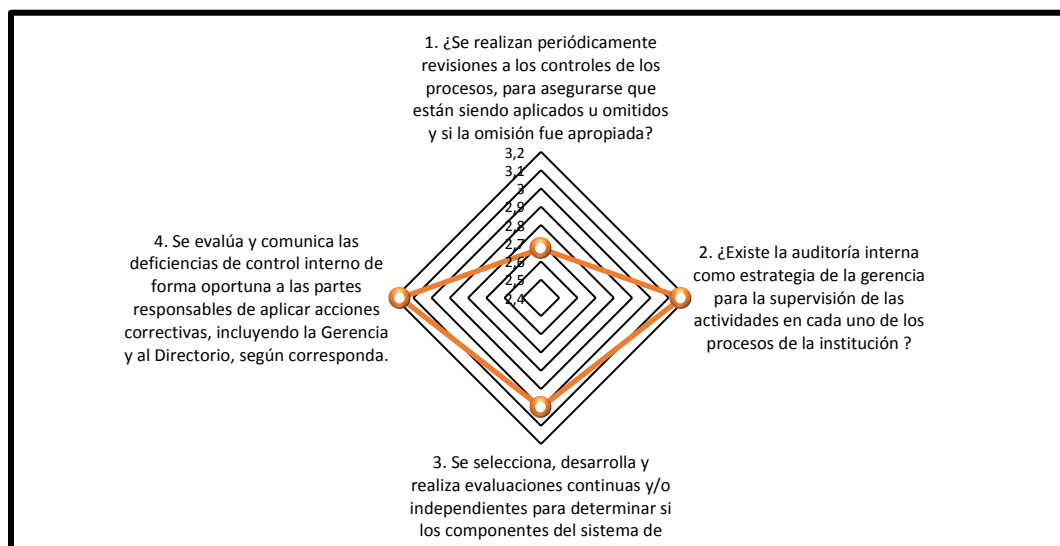 1. ¿Se realizan periódicamente
revisiones a los controles de los
procesos, para asegurarse que
están siendo aplicados u omitidos
y si la omisión fue apropiada?
3,2
3,1
3
2,9
2,8
2,7
2,6
2,5
2,4
2. ¿Existe la auditoría interna
como estrategia de la gerencia
para la supervisión de las
actividades en cada uno de los
procesos de la institución ?
3. Se selecciona, desarrolla y
realiza evaluaciones continuas y/o
independientes para determinar si
los componentes del sistema de
4. Se evalúa y comunica las
deficiencias de control interno de
forma oportuna a las partes
responsables de aplicar acciones
correctivas, incluyendo la Gerencia
y al Directorio, según corresponda.